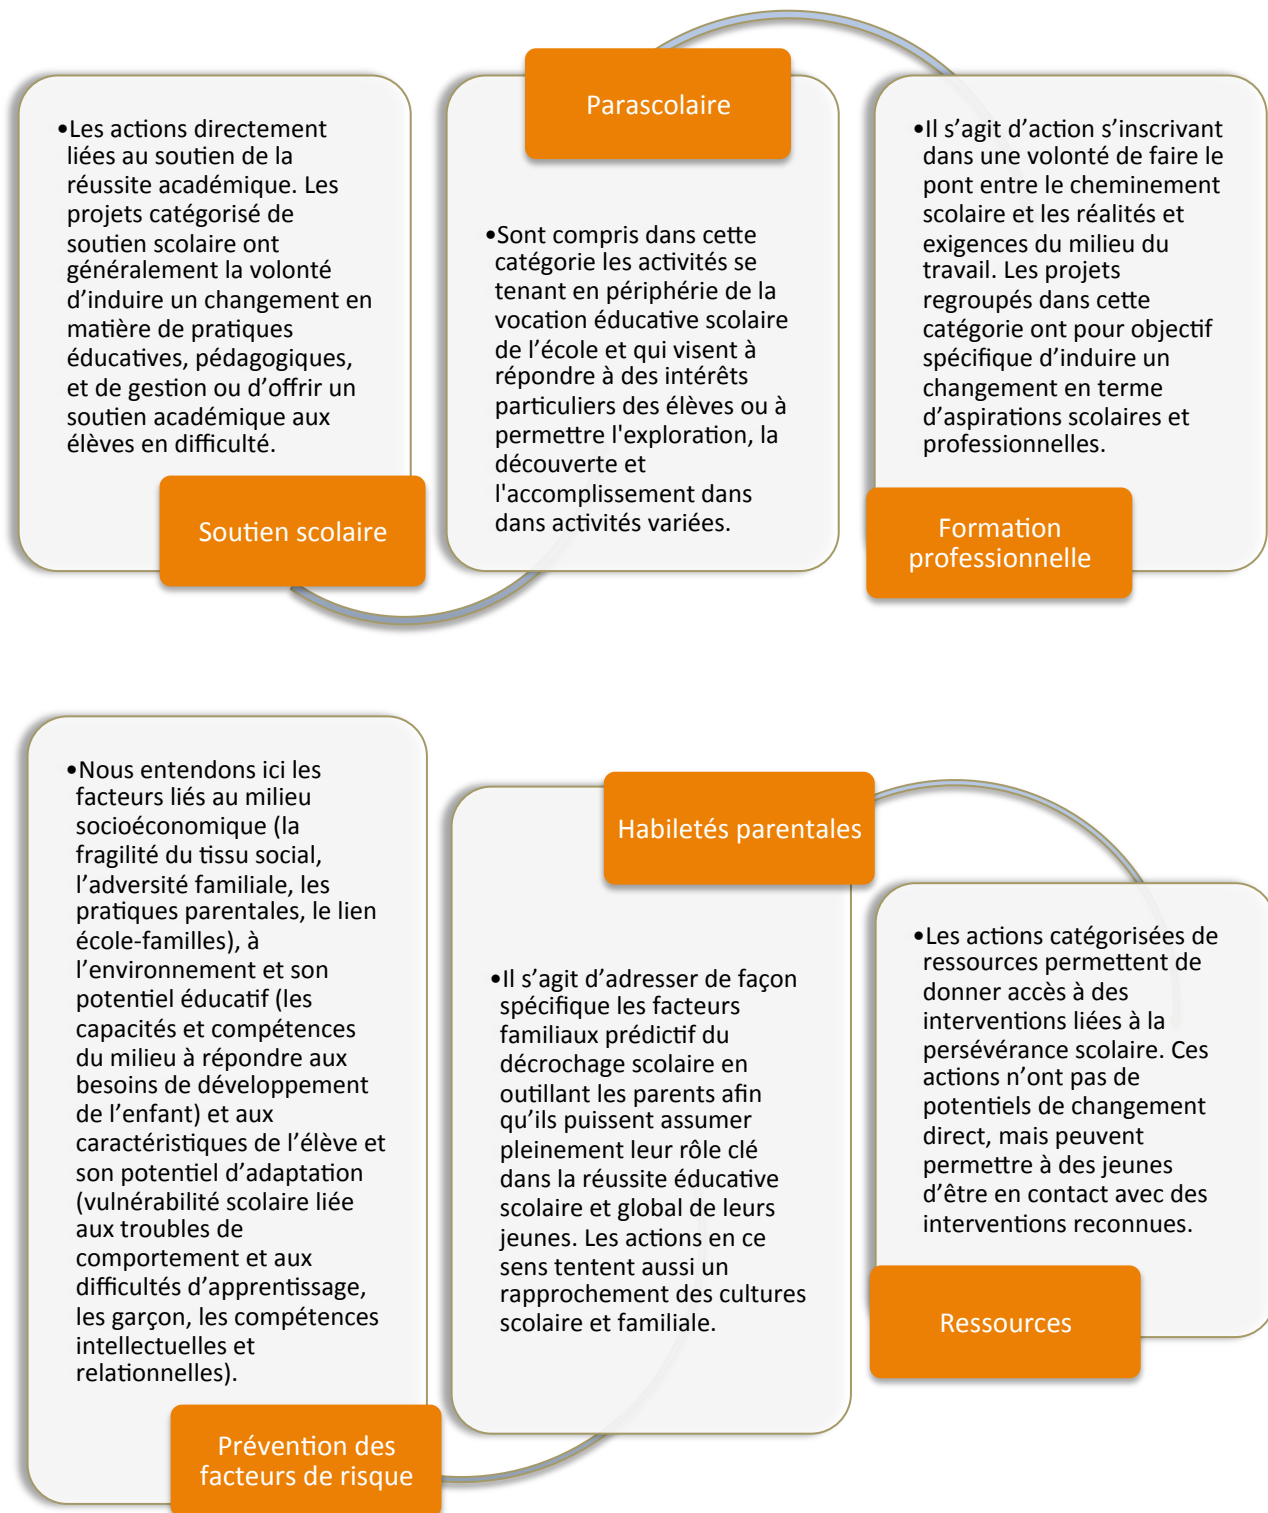 •Les actions directement
liées au soutien de la
réussite académique. Les
projets catégorisé de
soutien scolaire ont
généralement la volonté
d’induire un changement en
matière de pratiques
éducatives, pédagogiques,
et de gestion ou d’offrir un
soutien académique aux
élèves en difficulté.
Soutien scolaire
Parascolaire
•Sont compris dans cette
catégorie les activités se
tenant en périphérie de la
vocation éducative scolaire
de l’école et qui visent à
répondre à des intérêts
particuliers des élèves ou à
permettre l'exploration, la
découverte et
l'accomplissement dans
dans activités variées.
•Il s’agit d’action s’inscrivant
dans une volonté de faire le
pont entre le cheminement
scolaire et les réalités et
exigences du milieu du
travail. Les projets
regroupés dans cette
catégorie ont pour objectif
spécifique d’induire un
changement en terme
d’aspirations scolaires et
professionnelles.
Formation
professionnelle
•Nous entendons ici les
facteurs liés au milieu
socioéconomique (la
fragilité du tissu social,
l’adversité familiale, les
pratiques parentales, le lien
école-familles), à
l’environnement et son
potentiel éducatif (les
capacités et compétences
du milieu à répondre aux
besoins de développement
de l’enfant) et aux
caractéristiques de l’élève et
son potentiel d’adaptation
(vulnérabilité scolaire liée
aux troubles de
comportement et aux
difficultés d’apprentissage,
les garçon, les compétences
intellectuelles et
relationnelles).
Prévention des
facteurs de risque
Habiletés parentales
•Il s’agit d’adresser de façon
spécifique les facteurs
familiaux prédictif du
décrochage scolaire en
outillant les parents afin
qu’ils puissent assumer
pleinement leur rôle clé
dans la réussite éducative
scolaire et global de leurs
jeunes. Les actions en ce
sens tentent aussi un
rapprochement des cultures
scolaire et familiale.
•Les actions catégorisées de
ressources permettent de
donner accès à des
interventions liées à la
persévérance scolaire. Ces
actions n’ont pas de
potentiels de changement
direct, mais peuvent
permettre à des jeunes
d’être en contact avec des
interventions reconnues.
Ressources